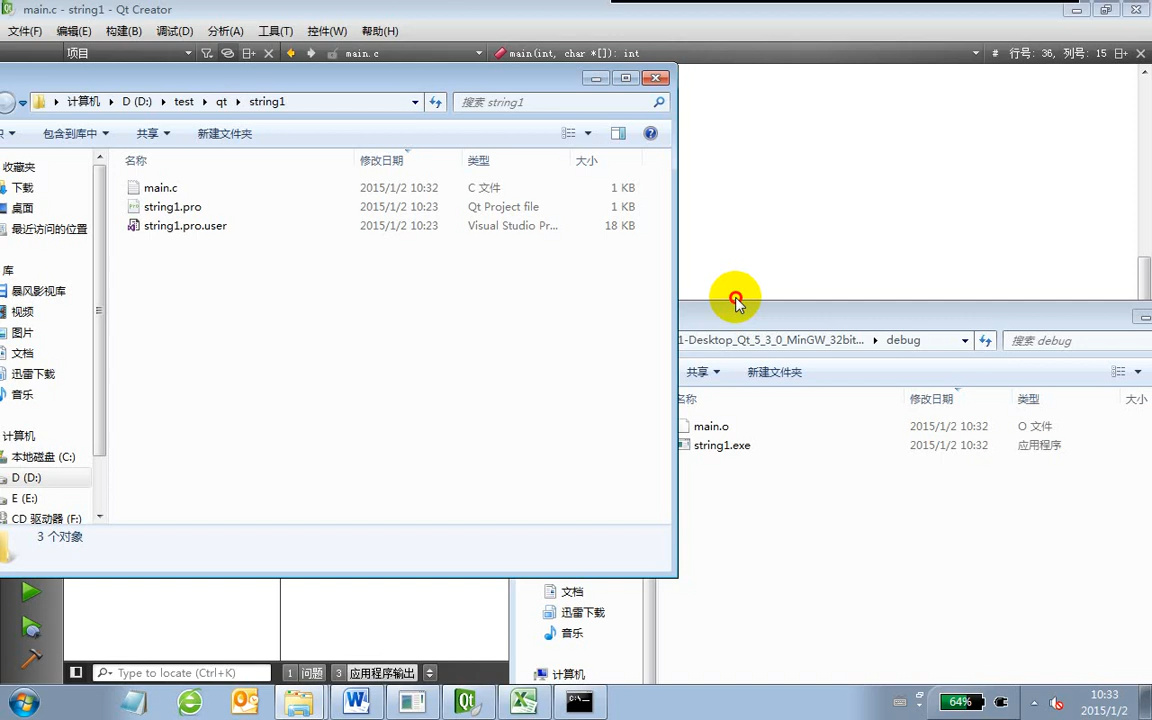 main.c - string1 - Qt Creator
文件(F) 编辑(E) 构建(B) 调试(D) 分析(A) 工具(T) 控件(W) 帮助(H)
项目 main.c main(int, char *[]): int # 行号: 36, 列号: 15
计算机 D (D:) test qt string1 搜索 string1
包含到库中 共享 新建文件夹
名称 修改日期 类型 大小
main.c 2015/1/2 10:32 C 文件 1 KB
string1.pro 2015/1/2 10:23 Qt Project file 1 KB
string1.pro.user 2015/1/2 10:23 Visual Studio Pr... 18 KB
收藏夹
下载
桌面
最近访问的位置
库
暴风影视库
视频
图片
文档
迅雷下载
音乐
计算机
本地磁盘 (C:)
D (D:)
E (E:)
CD 驱动器 (F:)
3 个对象
1-Desktop_Qt_5_3_0_MinGW_32bit... debug 搜索 debug
共享 新建文件夹
名称 修改日期 类型 大小
main.o 2015/1/2 10:32 O 文件
string1.exe 2015/1/2 10:32 应用程序
文档
迅雷下载
音乐
计算机
Type to locate (Ctrl+K) 1 问题 3 应用程序输出
64% 10:33
2015/1/2